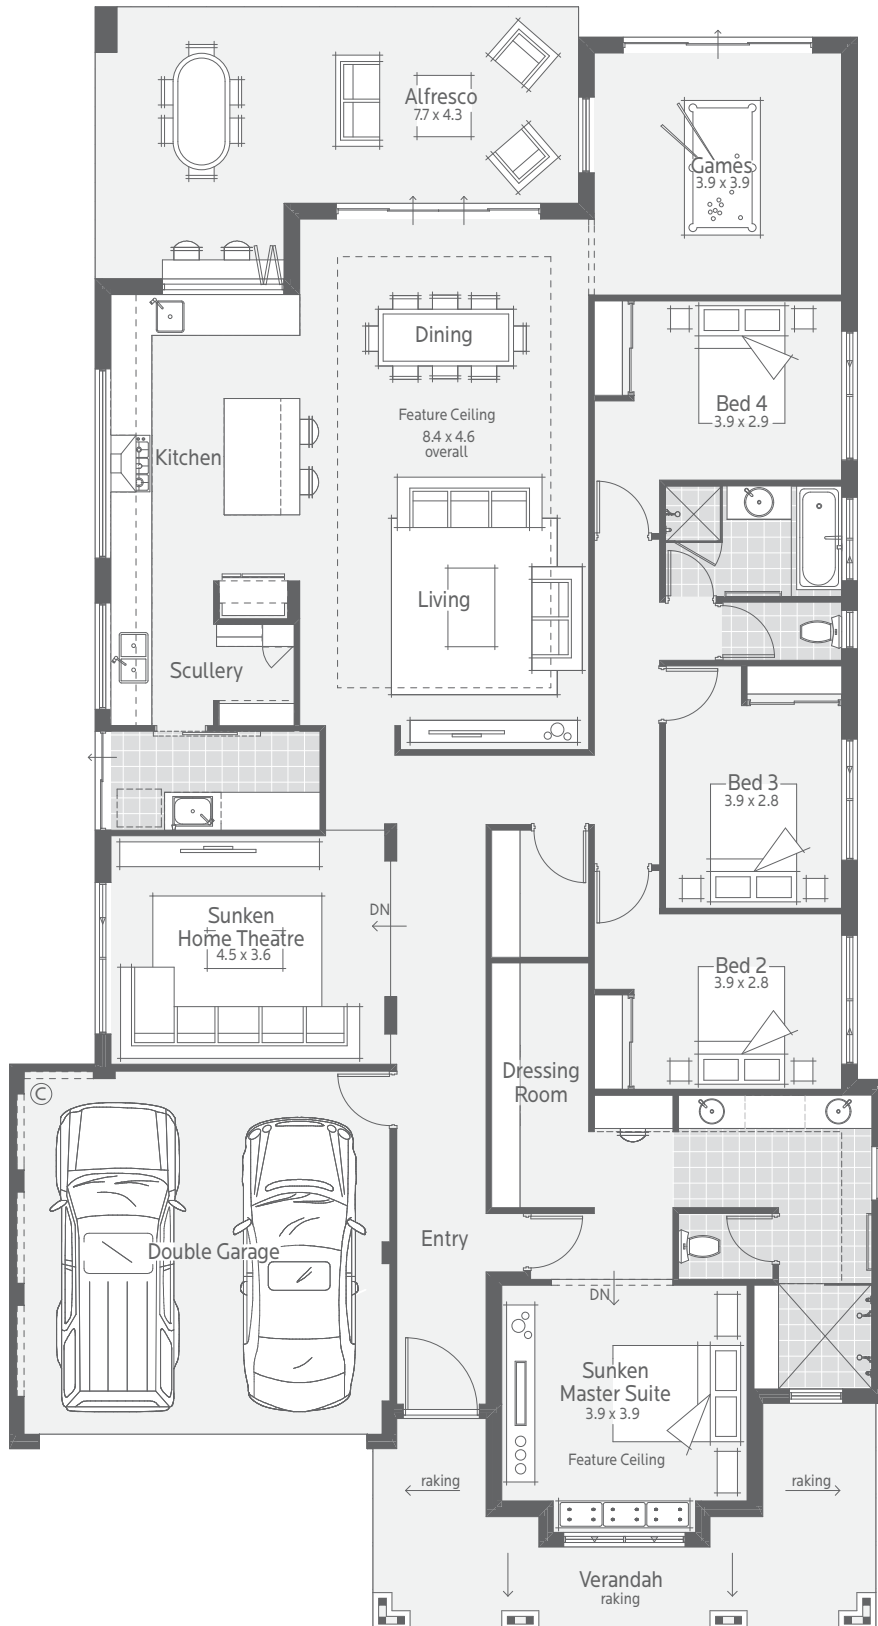 Alfresco
7.7 x 4.3
Games
3.9 x 3.9
Dining
Feature Ceiling
8.4 x 4.6
overall
Bed 4
3.9 x 2.9
Kitchen
Living
Scullery
Bed 3
3.9 x 2.8
Sunken
Home Theatre
4.5 x 3.6
DN
Bed 2
3.9 x 2.8
Dressing
Room
C
Double Garage
Entry
DN
Sunken
Master Suite
3.9 x 3.9
Feature Ceiling
raking
raking
Verandah
raking